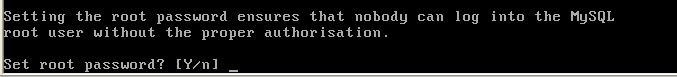 Setting the root password ensures that nobody can log into the MySQL
root user without the proper authorisation.
Set root password? [Y/n] _